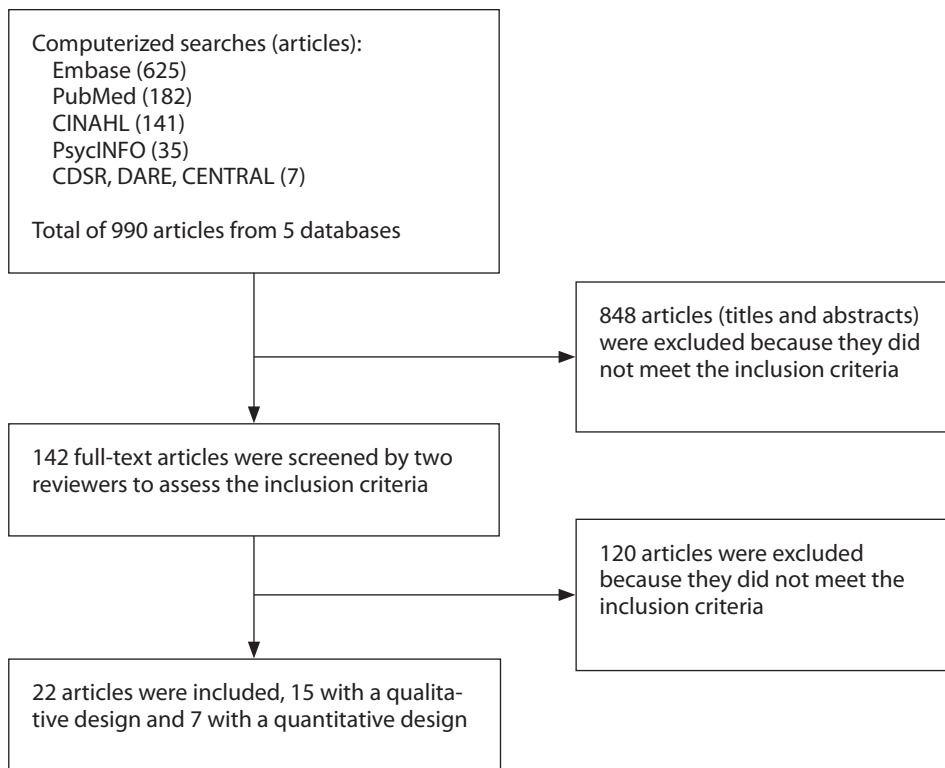 Computerized searches (articles):
Embase (625)
PubMed (182)
CINAHL (141)
PsycINFO (35)
CDSR, DARE, CENTRAL (7)
Total of 990 articles from 5 databases
848 articles (titles and abstracts)
were excluded because they did
not meet the inclusion criteria
142 full-text articles were screened by two
reviewers to assess the inclusion criteria
120 articles were excluded
because they did not meet the
inclusion criteria
22 articles were included, 15 with a qualita-
tive design and 7 with a quantitative design